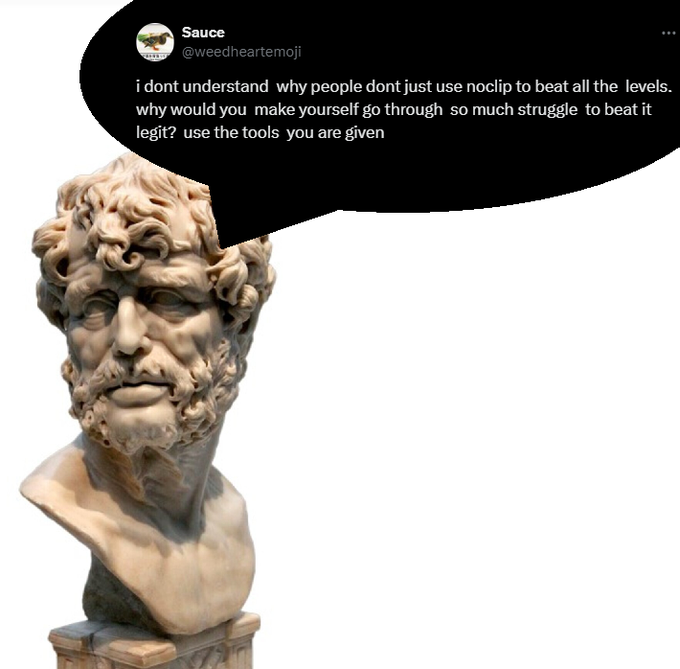 Sauce
@weedheartemoji
i dont understand  why people dont just use noclip to beat all the  levels.
why would you  make yourself go through  so much struggle  to beat it
legit?  use the tools  you are given